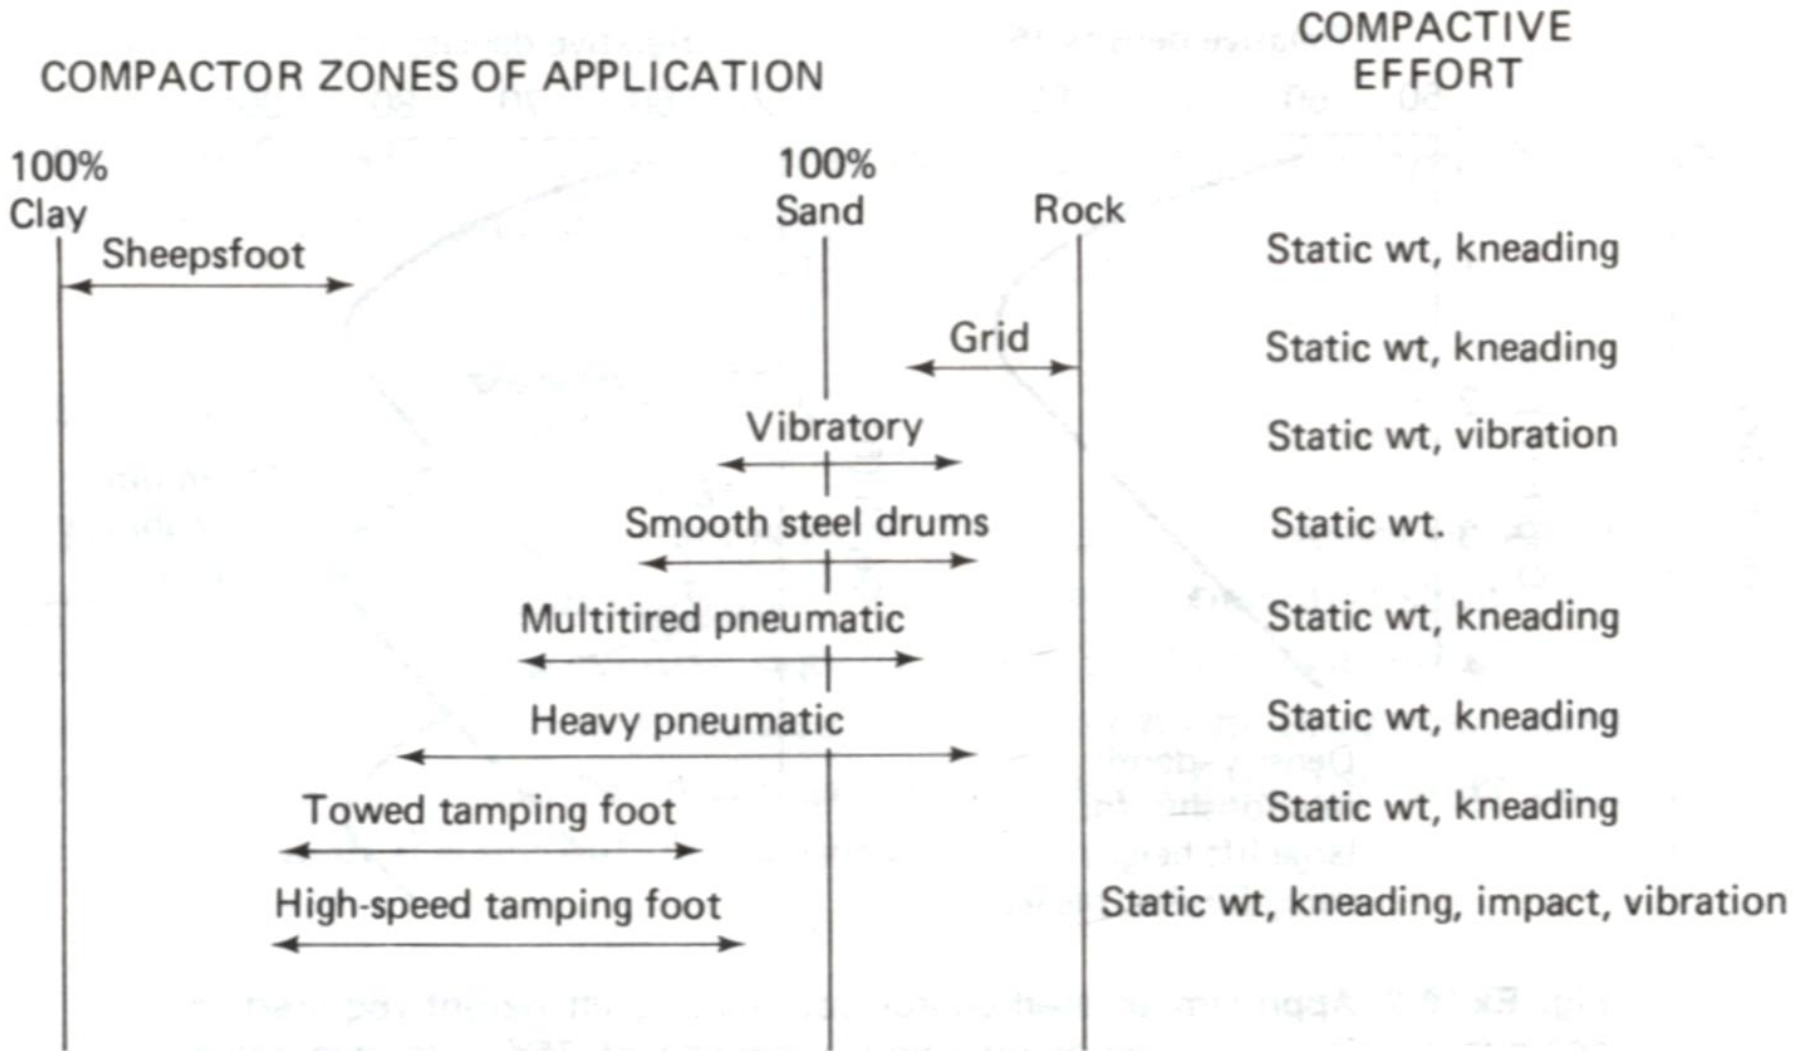 COMPACTOR ZONES OF APPLICATION
COMPACTIVE
EFFORT
100%
Clay
100%
Sand
Rock
Sheepsfoot
Static wt, kneading
Grid
Static wt, kneading
Vibratory
Static wt, vibration
Smooth steel drums
Static wt.
Multitired pneumatic
Static wt, kneading
Heavy pneumatic
Static wt, kneading
Towed tamping foot
Static wt, kneading
High-speed tamping foot
Static wt, kneading, impact, vibration